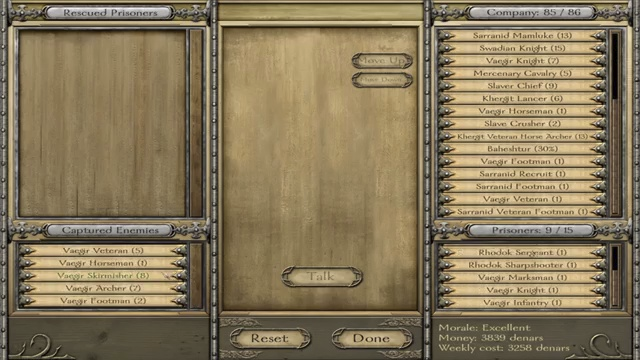 Rescued Prisoners
Captured Enemies
Vaegir Veteran (5)
Vaegir Horseman (1)
Vaegir Skirmisher (8)
Vaegir Archer (7)
Vaegir Footman (2)
Move Up
Talk
Reset
Done
Company: 85 / 86
Sarranid Mamloke (13)
Swadian Knight (15)
Vaegir Knight (7)
Mercenary Cavalry (5)
Slaver Chief (9)
Khergit Lancer (6)
Vaegir Horseman (1)
Slave Crusher (2)
Khergit Veteran Horse Archer (13)
Baheshtur (30%)
Vaegir Footman (1)
Sarranid Recruit (1)
Sarranid Footman (1)
Vaegir Veteran (1)
Sarranid Veteran Footman (1)
Prisoners: 9 / 15
Rhodok Sergeant (1)
Rhodok Sharpshooter (1)
Vaegir Marksman (1)
Vaegir Knight (1)
Vaegir Infantry (1)
Morale: Excellent
Money: 3839 denars
Weekly cost: 3258 denars